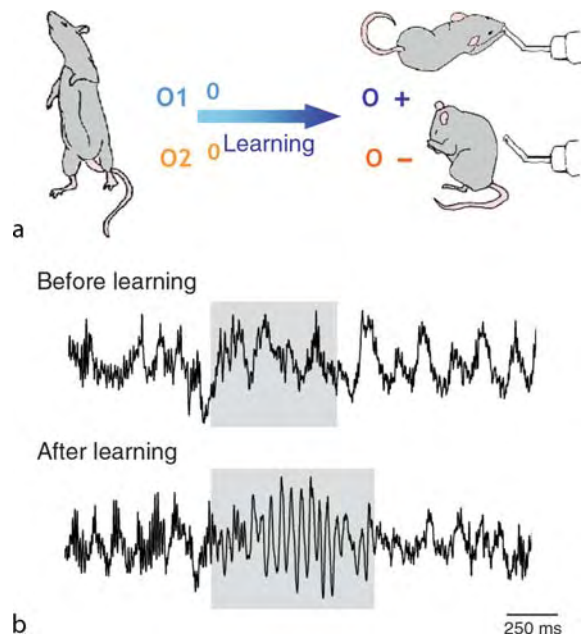 O1 0
O +
O2 0
Learning
O −
a
Before learning
After learning
b
250 ms